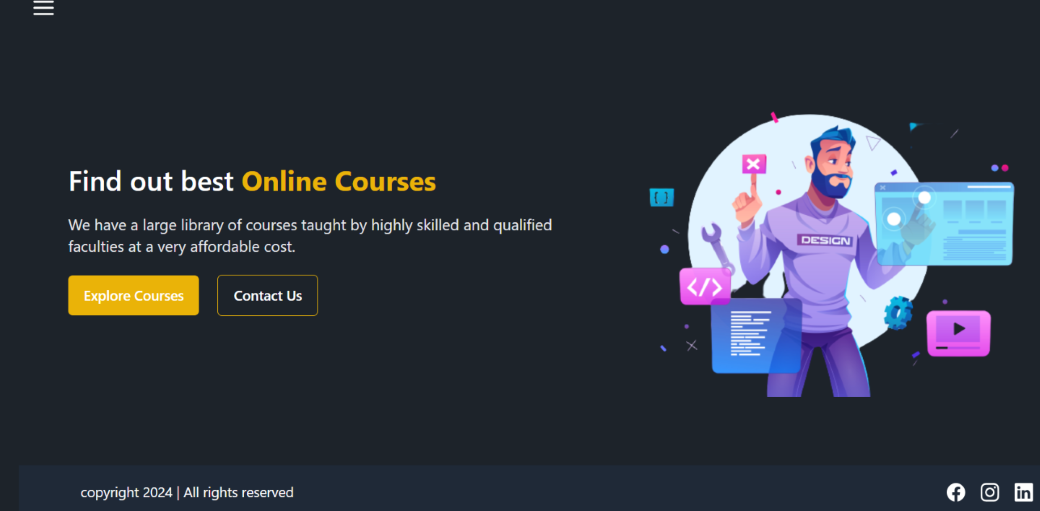 Find out best Online Courses
We have a large library of courses taught by highly skilled and qualified
faculties at a very affordable cost.
Explore Courses
Contact Us
DESIGN
{ }
</>
copyright 2024 | All rights reserved